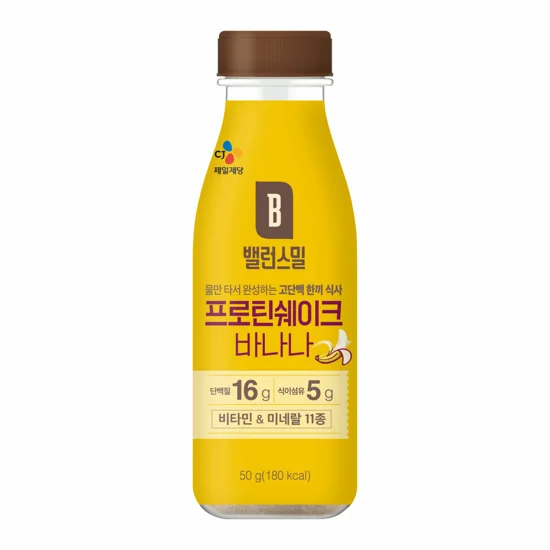 CJ
제일제당
B
밸런스밀
물만 타서 완성하는 고단백 한끼 식사
프로틴쉐이크
바나나
단백질 16 g 식이섬유 5 g
비타민 & 미네랄 11종
50 g(180 kcal)